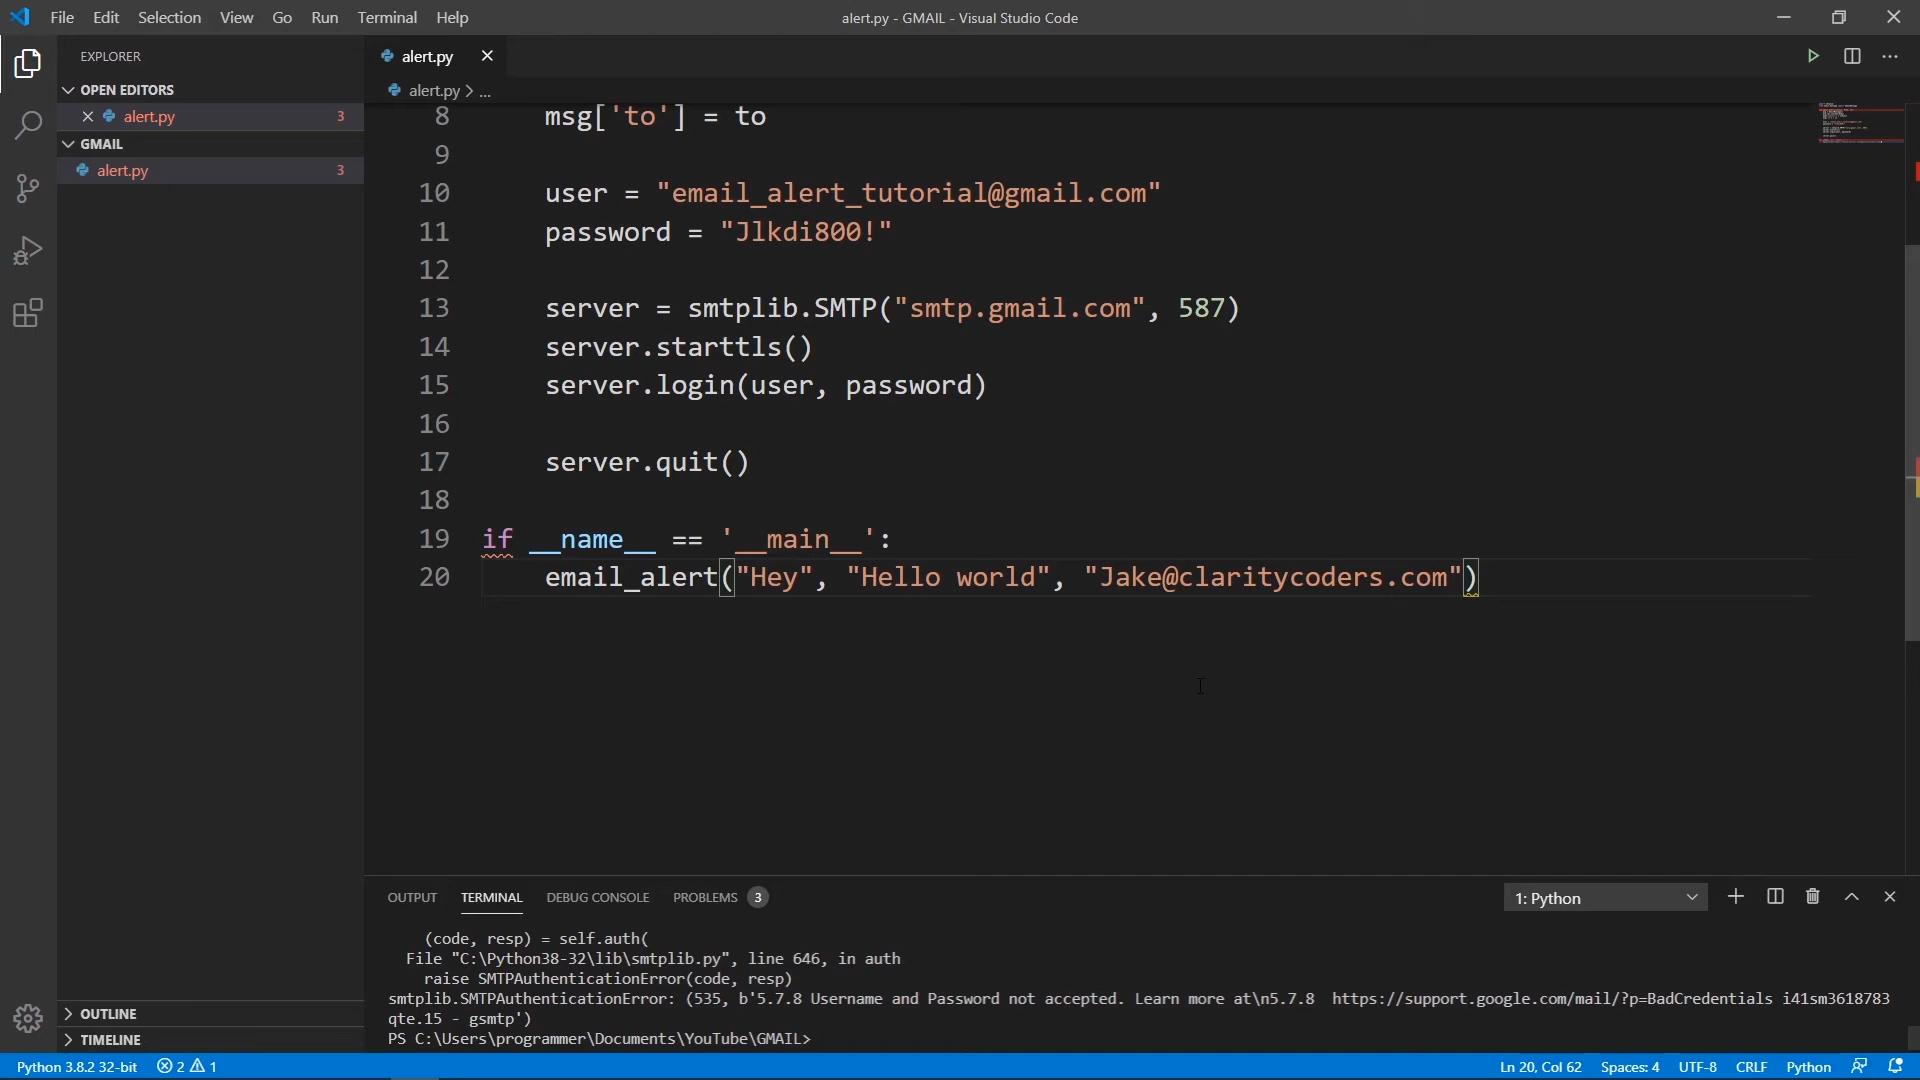 File Edit Selection View Go Run Terminal Help
alert.py - GMAIL - Visual Studio Code
EXPLORER
OPEN EDITORS
alert.py 3
GMAIL
alert.py 3
OUTLINE
TIMELINE
alert.py
alert.py > ...
8 msg['to'] = to
9
10 user = "email_alert_tutorial@gmail.com"
11 password = "Jlkdi800!"
12
13 server = smtplib.SMTP("smtp.gmail.com", 587)
14 server.starttls()
15 server.login(user, password)
16
17 server.quit()
18
19 if __name__ == '__main__':
20 email_alert("Hey", "Hello world", "Jake@claritycoders.com")
OUTPUT TERMINAL DEBUG CONSOLE PROBLEMS 3
1: Python
(code, resp) = self.auth(
File "C:\Python38-32\lib\smtplib.py", line 646, in auth
raise SMTPAuthenticationError(code, resp)
smtplib.SMTPAuthenticationError: (535, b'5.7.8 Username and Password not accepted. Learn more at\n5.7.8  https://support.google.com/mail/?p=BadCredentials i41sm3618783
qte.15 - gsmtp')
PS C:\Users\programmer\Documents\YouTube\GMAIL>
Python 3.8.2 32-bit 2 1
Ln 20, Col 62 Spaces: 4 UTF-8 CRLF Python